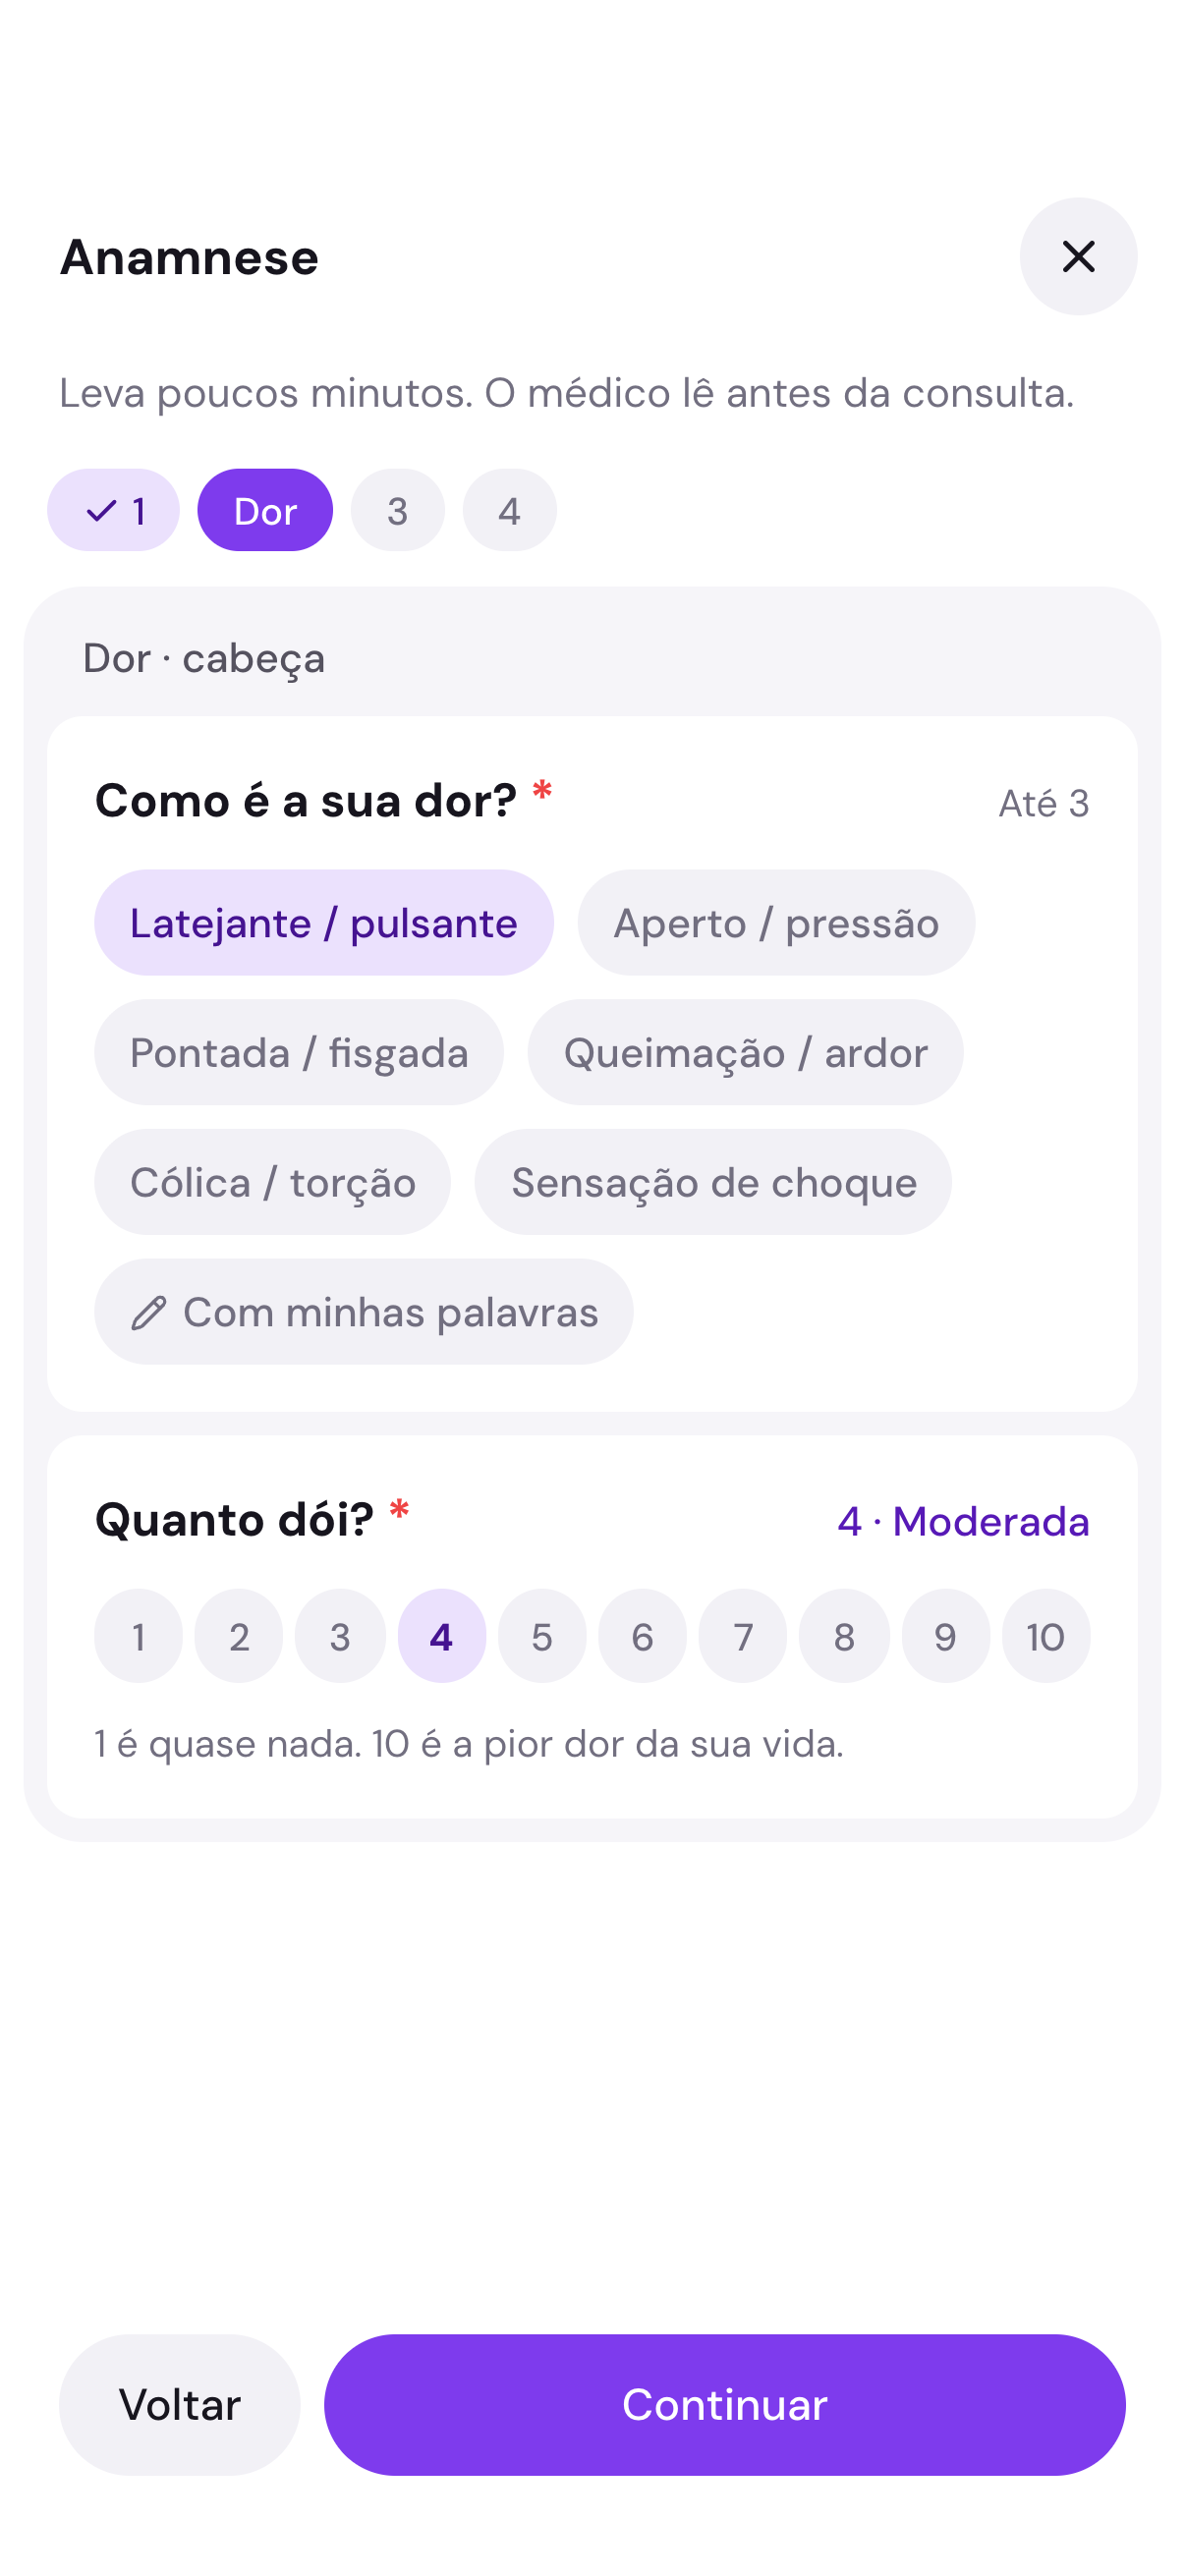 Anamnese
Leva poucos minutos. O médico lê antes da consulta.
1 Dor 3 4
Dor · cabeça
Como é a sua dor? * Até 3
Latejante / pulsante Aperto / pressão
Pontada / fisgada Queimação / ardor
Cólica / torção Sensação de choque
Com minhas palavras
Quanto dói? * 4 · Moderada
1 2 3 4 5 6 7 8 9 10
1 é quase nada. 10 é a pior dor da sua vida.
Voltar Continuar